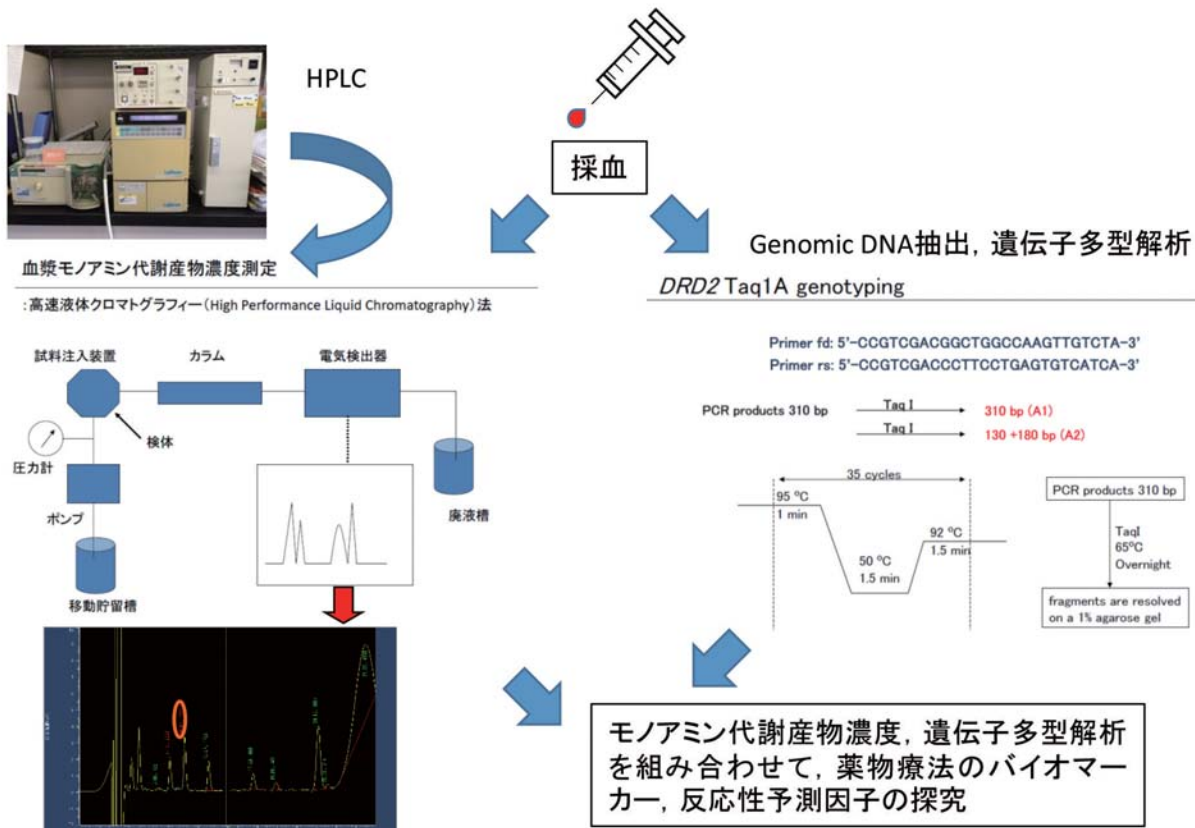 HPLC
採血
血漿モノアミン代謝産物濃度測定
:高速液体クロマトグラフィー(High Performance Liquid Chromatography)法
試料注入装置
カラム
電気検出器
検体
圧力計
ポンプ
廃液槽
移動貯留槽
Genomic DNA抽出，遺伝子多型解析
DRD2 Taq1A genotyping
Primer fd: 5’-CCGTCGACGGCTGGCCAAGTTGTCTA-3’
Primer rs: 5’-CCGTCGACCCTTCCTGAGTGTCATCA-3’
PCR products 310 bp
Taq I
310 bp (A1)
Taq I
130 +180 bp (A2)
35 cycles
95 ℃
1 min
50 ℃
1.5 min
92 ℃
1.5 min
PCR products 310 bp
TaqI
65℃
Overnight
fragments are resolved
on a 1% agarose gel
モノアミン代謝産物濃度，遺伝子多型解析
を組み合わせて，薬物療法のバイオマー
カー，反応性予測因子の探究